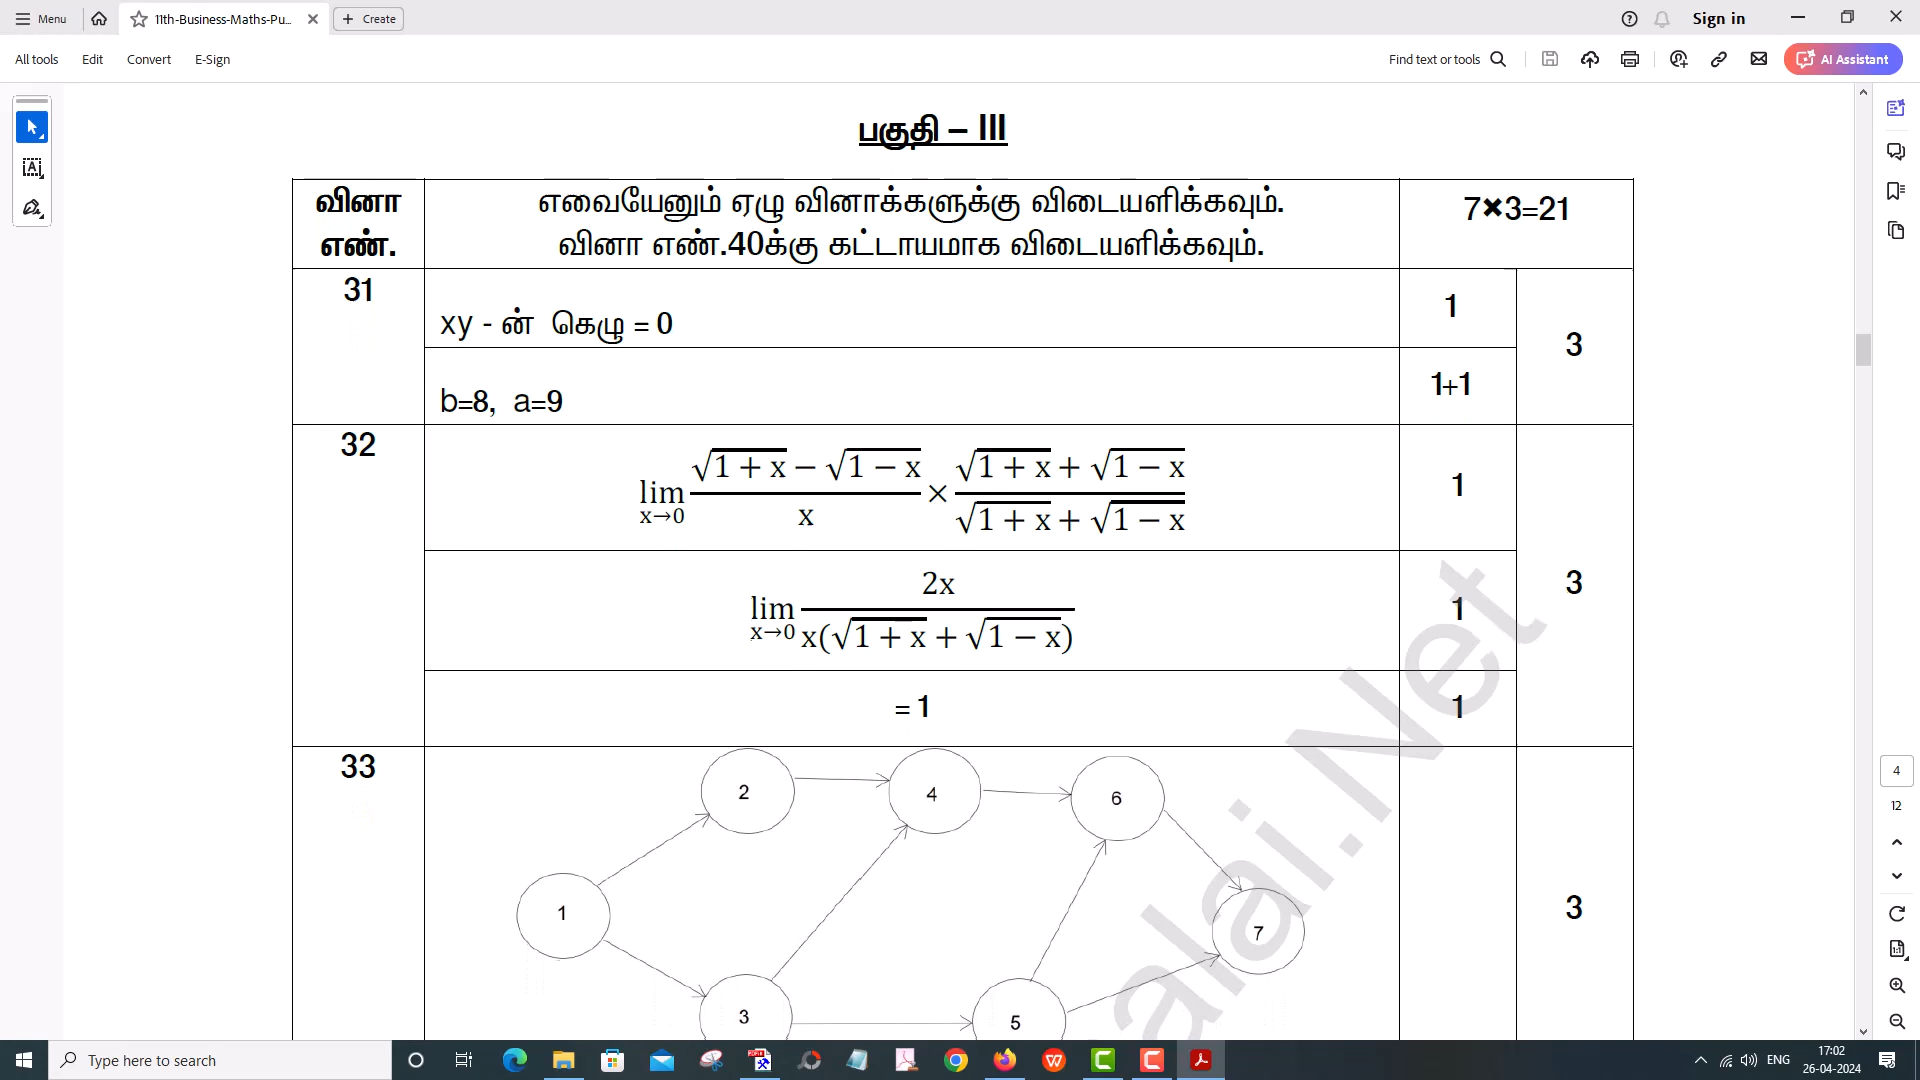 Menu
11th-Business-Maths-Pu...
Create
Sign in
All tools
Edit
Convert
E-Sign
Find text or tools
AI Assistant
பகுதி – III
வினா எண்.
எவையேனும் ஏழு வினாக்களுக்கு விடையளிக்கவும்.
வினா எண்.40க்கு கட்டாயமாக விடையளிக்கவும்.
7×3=21
31
xy - ன் கெழு = 0
1
3
b=8, a=9
1+1
32
lim x→0 (√(1 + x) − √(1 − x))/x × (√(1 + x) + √(1 − x))/(√(1 + x) + √(1 − x))
1
lim x→0 2x/(x(√(1 + x) + √(1 − x)))
1
3
= 1
1
33
2
4
6
1
7
3
5
3
alai.Net
4
12
Type here to search
ENG
17:02
26-04-2024